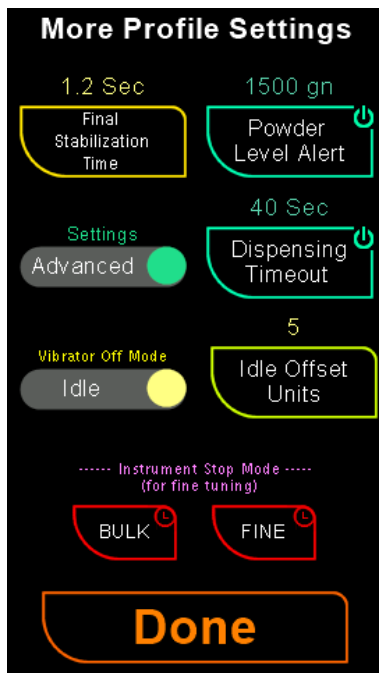 More Profile Settings
1.2 Sec
Final
Stabilization
Time
1500 gn
Powder
Level Alert
Settings
Advanced
40 Sec
Dispensing
Timeout
Vibrator Off Mode
Idle
5
Idle Offset
Units
------ Instrument Stop Mode -----
(for fine tuning)
BULK
FINE
Done